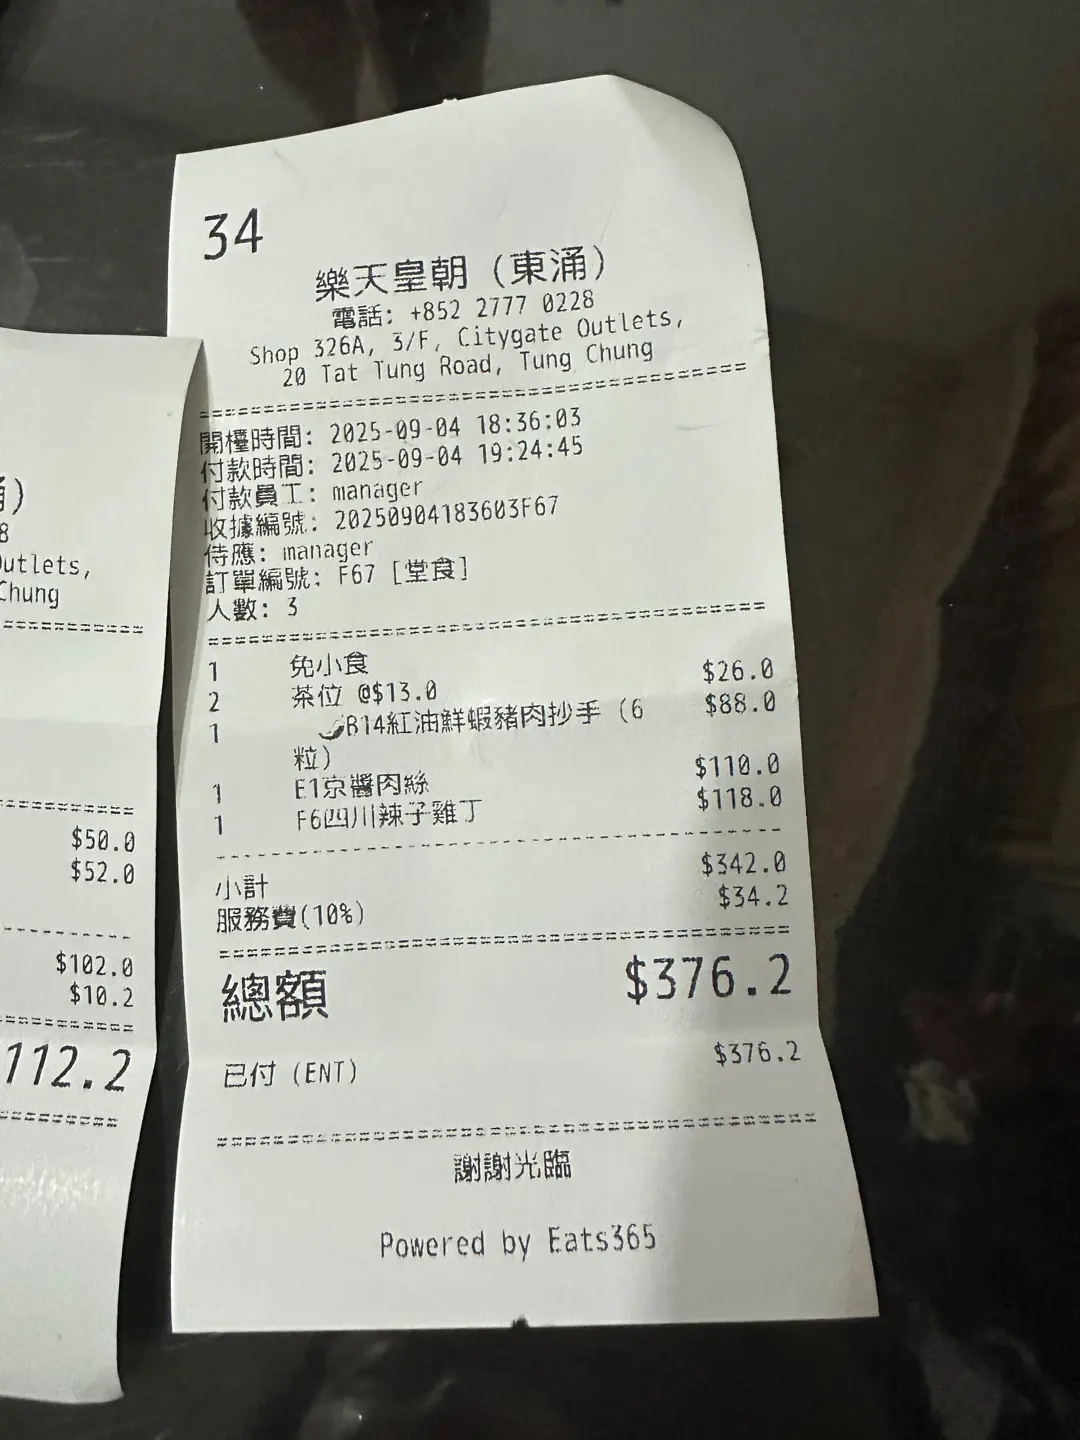 34
樂天皇朝 (東涌)
電話: +852 2777 0228
Shop 326A, 3/F, Citygate Outlets,
20 Tat Tung Road, Tung Chung
開檯時間: 2025-09-04 18:36:03
付款時間: 2025-09-04 19:24:45
付款員工: manager
收據編號: 20250904183603F67
侍應: manager
訂單編號: F67 [堂食]
人數: 3
1 免小食
2 茶位 @$13.0 $26.0
1 B14紅油鮮蝦豬肉抄手 (6 $88.0
粒)
1 E1京醬肉絲 $110.0
1 F6四川辣子雞丁 $118.0
小計 $342.0
服務費(10%) $34.2
總額 $376.2
已付 (ENT) $376.2
謝謝光臨
Powered by Eats365
涌)
8
Outlets,
Chung
$50.0
$52.0
$102.0
$10.2
112.2